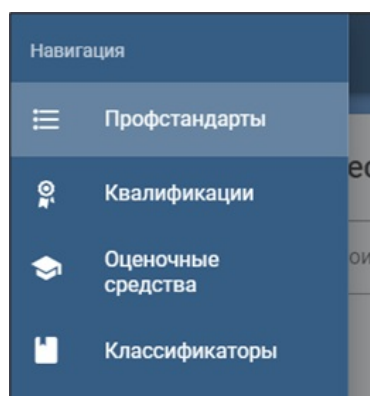 Навигация
Профстандарты
Квалификации
Оценочные
средства
Классификаторы